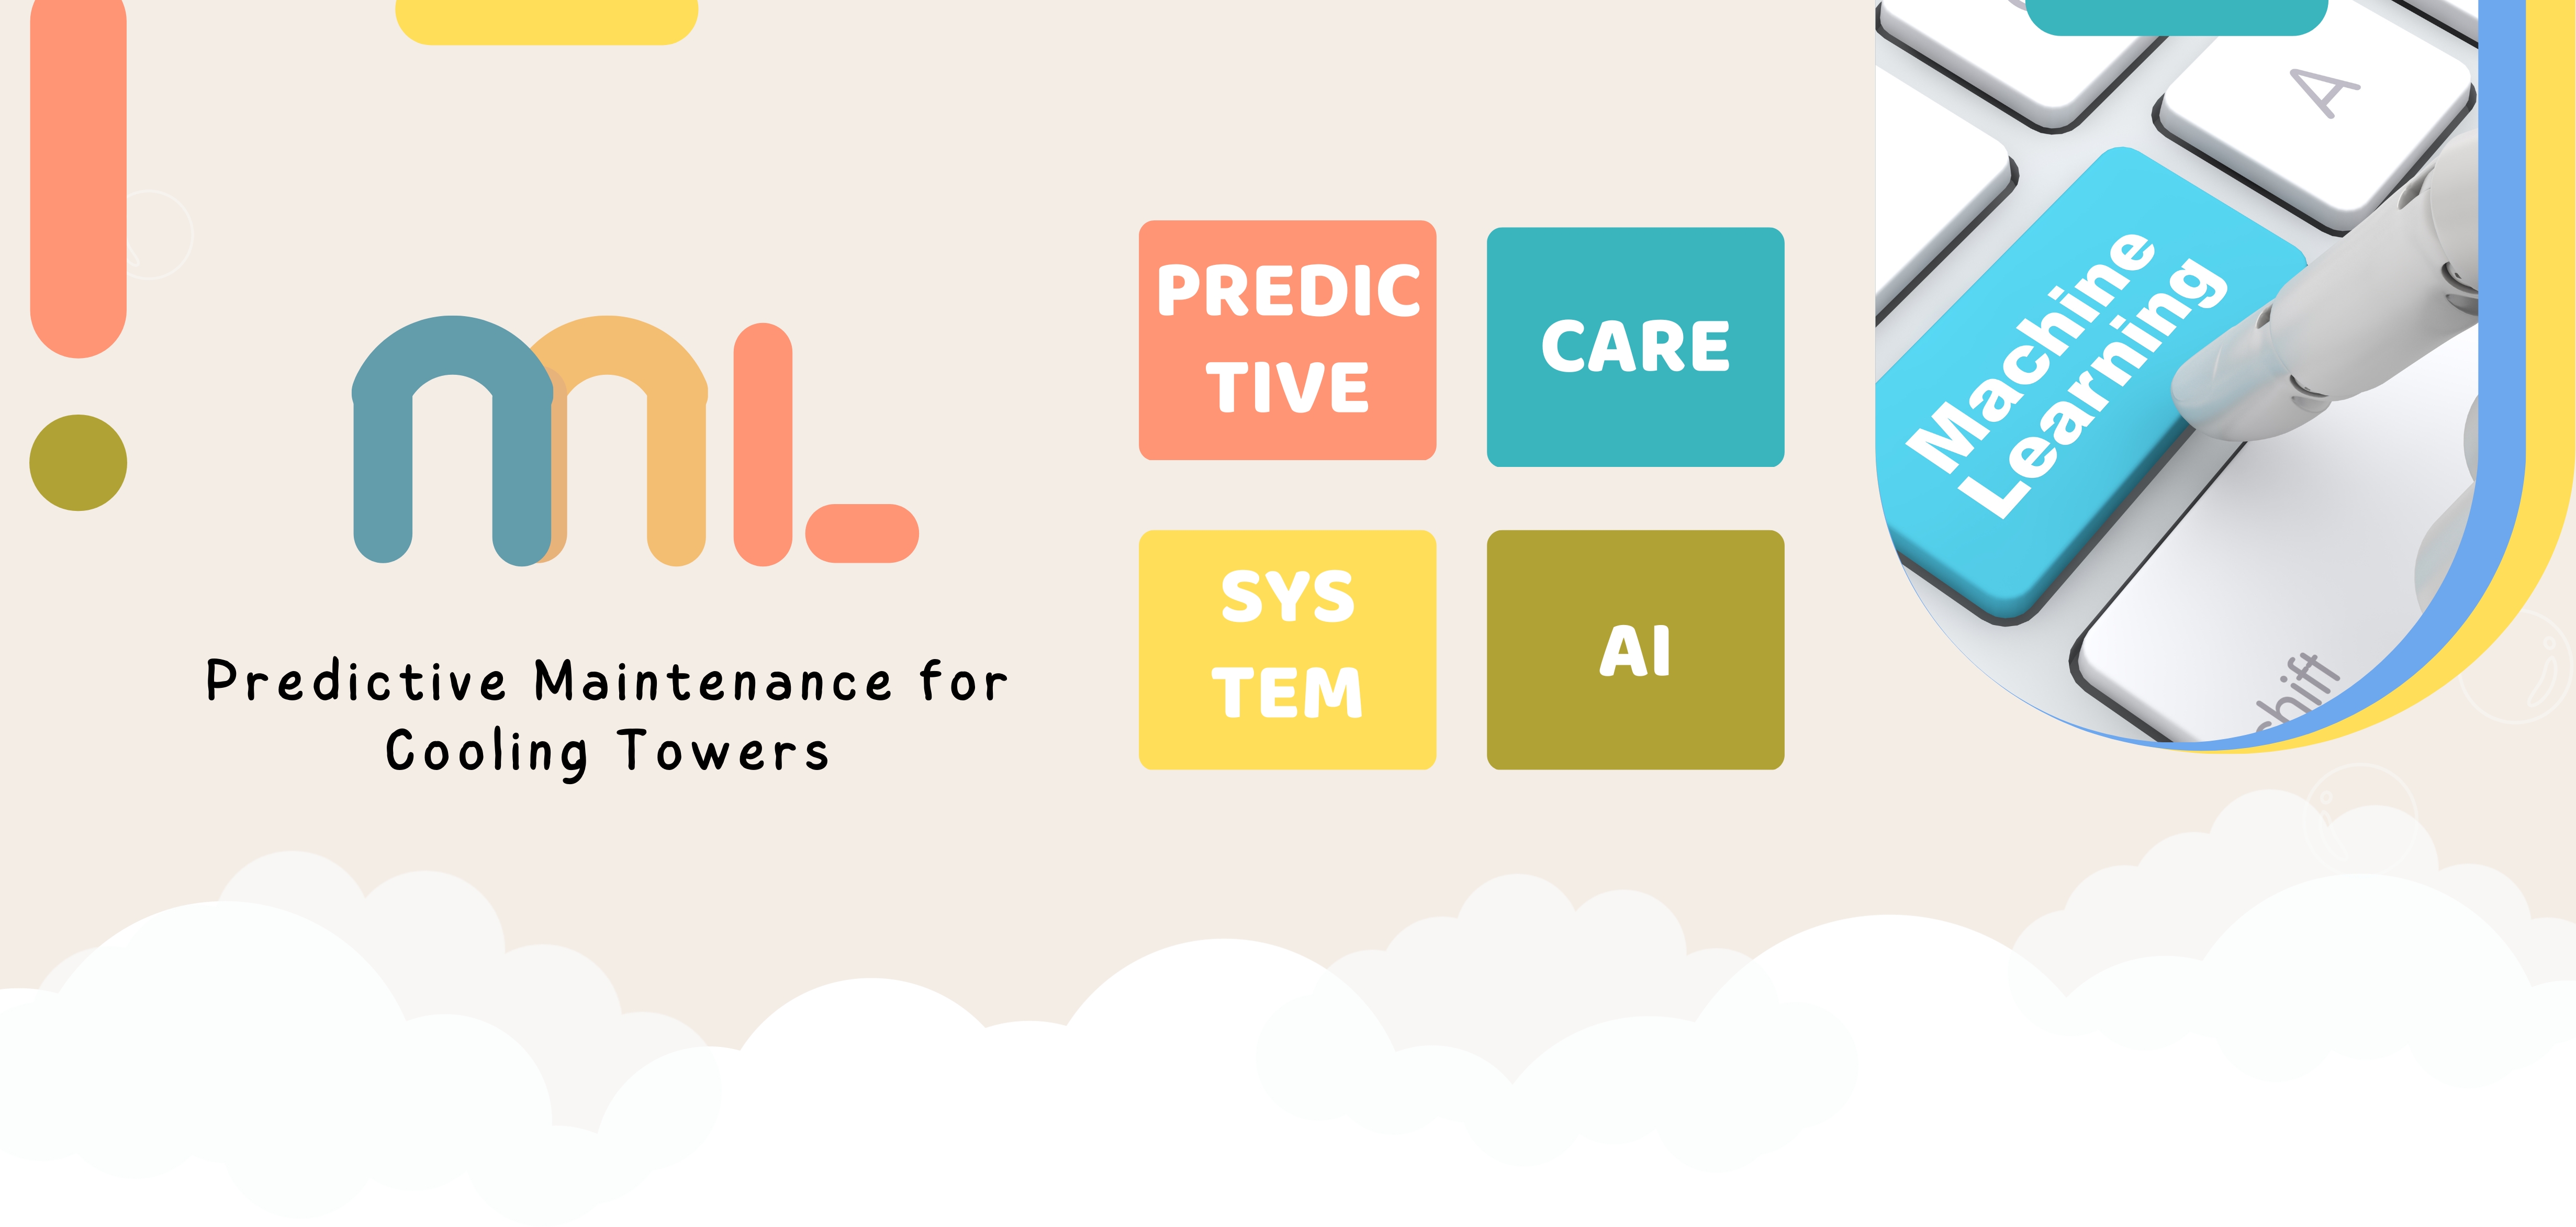 mL
Predictive Maintenance for
Cooling Towers
PREDIC
TIVE
CARE
SYS
TEM
AI
A
Machine
Learning
shift